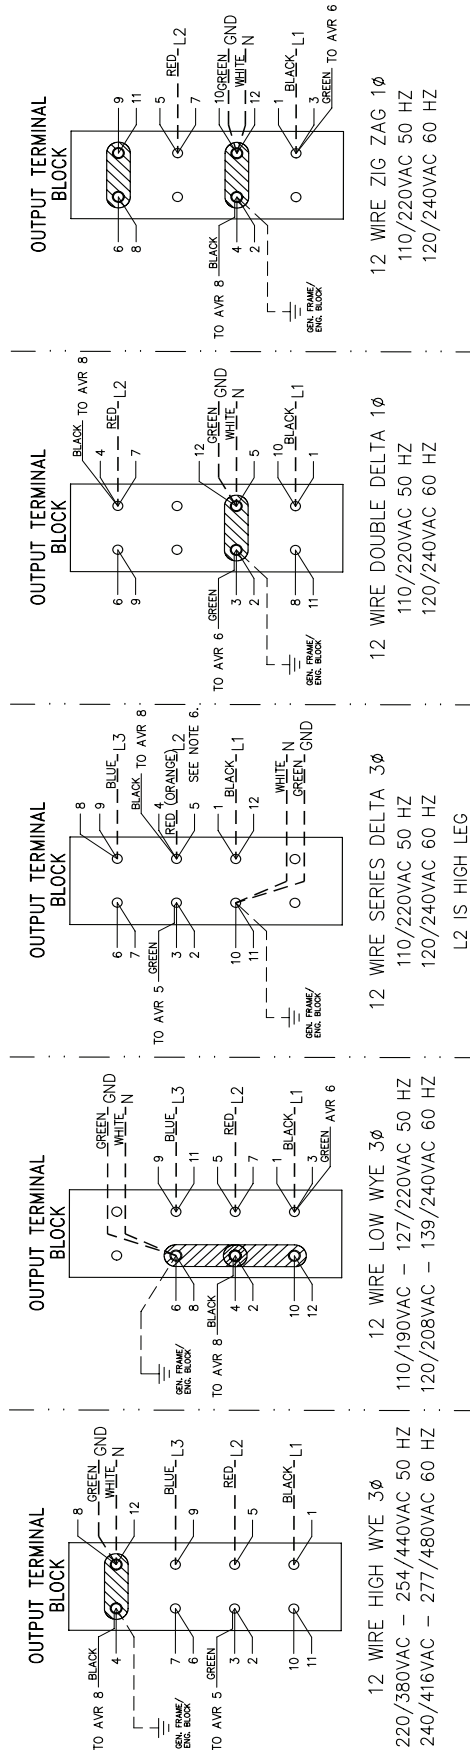 OUTPUT TERMINAL
BLOCK
8
GREEN GND
WHITE N
12
TO AVR 8 BLACK
4
GEN. FRAME/
ENG. BLOCK
7
6
BLUE L3
9
TO AVR 5 GREEN
3
2
RED L2
5
10
11
BLACK L1
1
12 WIRE HIGH WYE 3Ø
220/380VAC – 254/440VAC 50 HZ
240/416VAC – 277/480VAC 60 HZ
OUTPUT TERMINAL
BLOCK
GREEN GND
WHITE N
GEN. FRAME/
ENG. BLOCK
6
8
9
BLUE L3
11
TO AVR 8 BLACK
4
2
5
RED L2
7
10
12
1
BLACK L1
3
GREEN AVR 6
12 WIRE LOW WYE 3Ø
110/190VAC – 127/220VAC 50 HZ
120/208VAC – 139/240VAC 60 HZ
OUTPUT TERMINAL
BLOCK
8
9
BLUE L3
6
7
BLACK TO AVR 8
4
RED (ORANGE) L2
5
SEE NOTE 6.
TO AVR 5 GREEN
3
2
1
BLACK L1
12
10
11
WHITE N
GREEN GND
GEN. FRAME/
ENG. BLOCK
12 WIRE SERIES DELTA 3Ø
110/220VAC 50 HZ
120/240VAC 60 HZ
L2 IS HIGH LEG
OUTPUT TERMINAL
BLOCK
BLACK TO AVR 8
4
RED L2
7
6
9
12
GREEN GND
WHITE N
5
TO AVR 6 GREEN
3
2
GEN. FRAME/
ENG. BLOCK
10
BLACK L1
1
8
11
12 WIRE DOUBLE DELTA 1Ø
110/220VAC 50 HZ
120/240VAC 60 HZ
OUTPUT TERMINAL
BLOCK
6
8
9
11
5
RED L2
7
TO AVR 8 BLACK
4
2
10 GREEN GND
WHITE N
12
GEN. FRAME/
ENG. BLOCK
1
BLACK L1
3
GREEN TO AVR 6
12 WIRE ZIG ZAG 1Ø
110/220VAC 50 HZ
120/240VAC 60 HZ